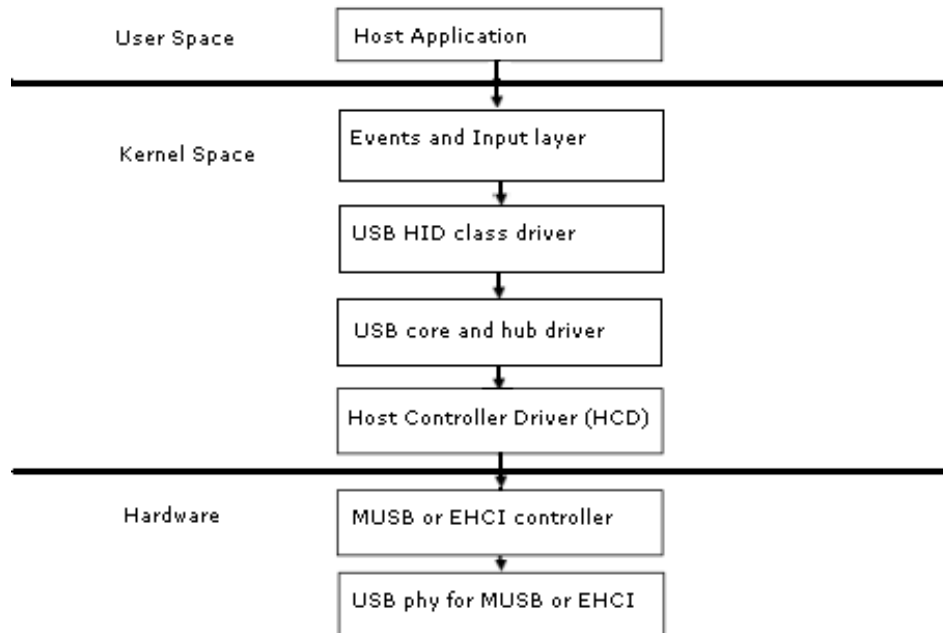 User Space
Host Application
Kernel Space
Events and Input layer
USB HID class driver
USB core and hub driver
Host Controller Driver (HCD)
Hardware
MUSB or EHCI controller
USB phy for MUSB or EHCI